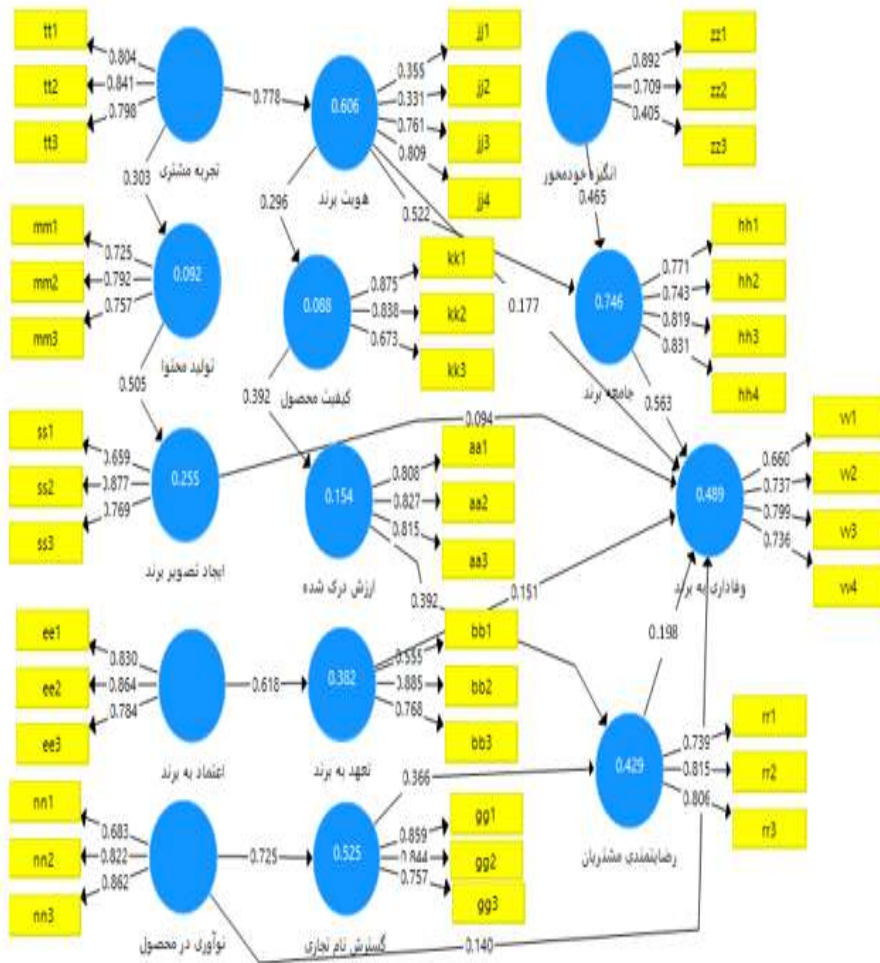 tt1
tt2
tt3
0.804
0.841
0.798
تجربه مشتری
0.778
0.303
0.606
هویت برند
jj1
jj2
jj3
jj4
0.355
0.331
0.761
0.809
انگیزه خودمحور
zz1
zz2
zz3
0.892
0.709
0.405
0.465
0.296
0.522
0.177
mm1
mm2
mm3
0.725
0.792
0.757
0.092
تولید محتوا
0.505
0.088
کیفیت محصول
kk1
kk2
kk3
0.875
0.838
0.673
0.392
0.746
جامعه برند
hh1
hh2
hh3
hh4
0.771
0.743
0.819
0.831
0.563
ss1
ss2
ss3
0.659
0.877
0.769
0.255
ایجاد تصویر برند
0.094
0.154
ارزش درک شده
aa1
aa2
aa3
0.808
0.827
0.815
0.392
0.489
وفاداری به برند
vv1
vv2
vv3
vv4
0.660
0.737
0.799
0.736
ee1
ee2
ee3
0.830
0.864
0.784
اعتماد به برند
0.618
0.382
تعهد به برند
0.151
bb1
bb2
bb3
0.555
0.885
0.768
0.198
0.429
رضایتمندی مشتریان
rr1
rr2
rr3
0.739
0.815
0.806
nn1
nn2
nn3
0.683
0.822
0.862
نوآوری در محصول
0.725
0.525
گسترش نام تجاری
0.366
gg1
gg2
gg3
0.859
0.844
0.757
0.140